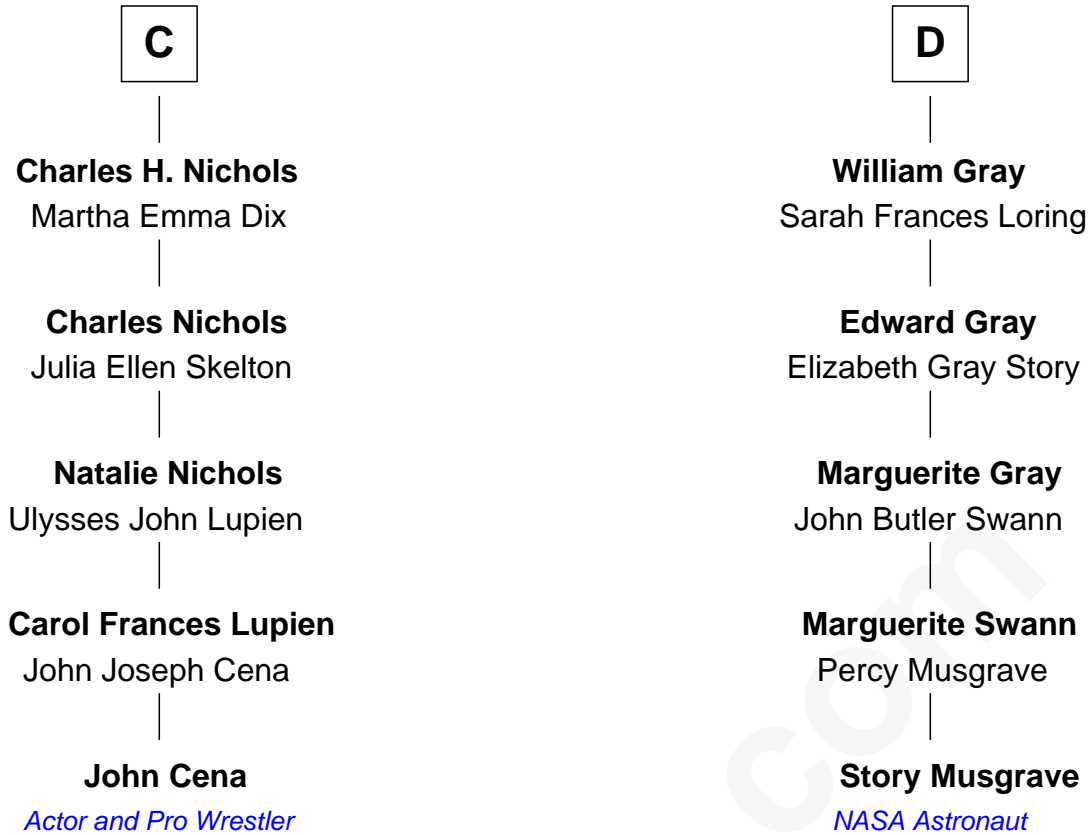 C
Charles H. Nichols
Martha Emma Dix
Charles Nichols
Julia Ellen Skelton
Natalie Nichols
Ulysses John Lupien
Carol Frances Lupien
John Joseph Cena
John Cena
Actor and Pro Wrestler
D
William Gray
Sarah Frances Loring
Edward Gray
Elizabeth Gray Story
Marguerite Gray
John Butler Swann
Marguerite Swann
Percy Musgrave
Story Musgrave
NASA Astronaut
com